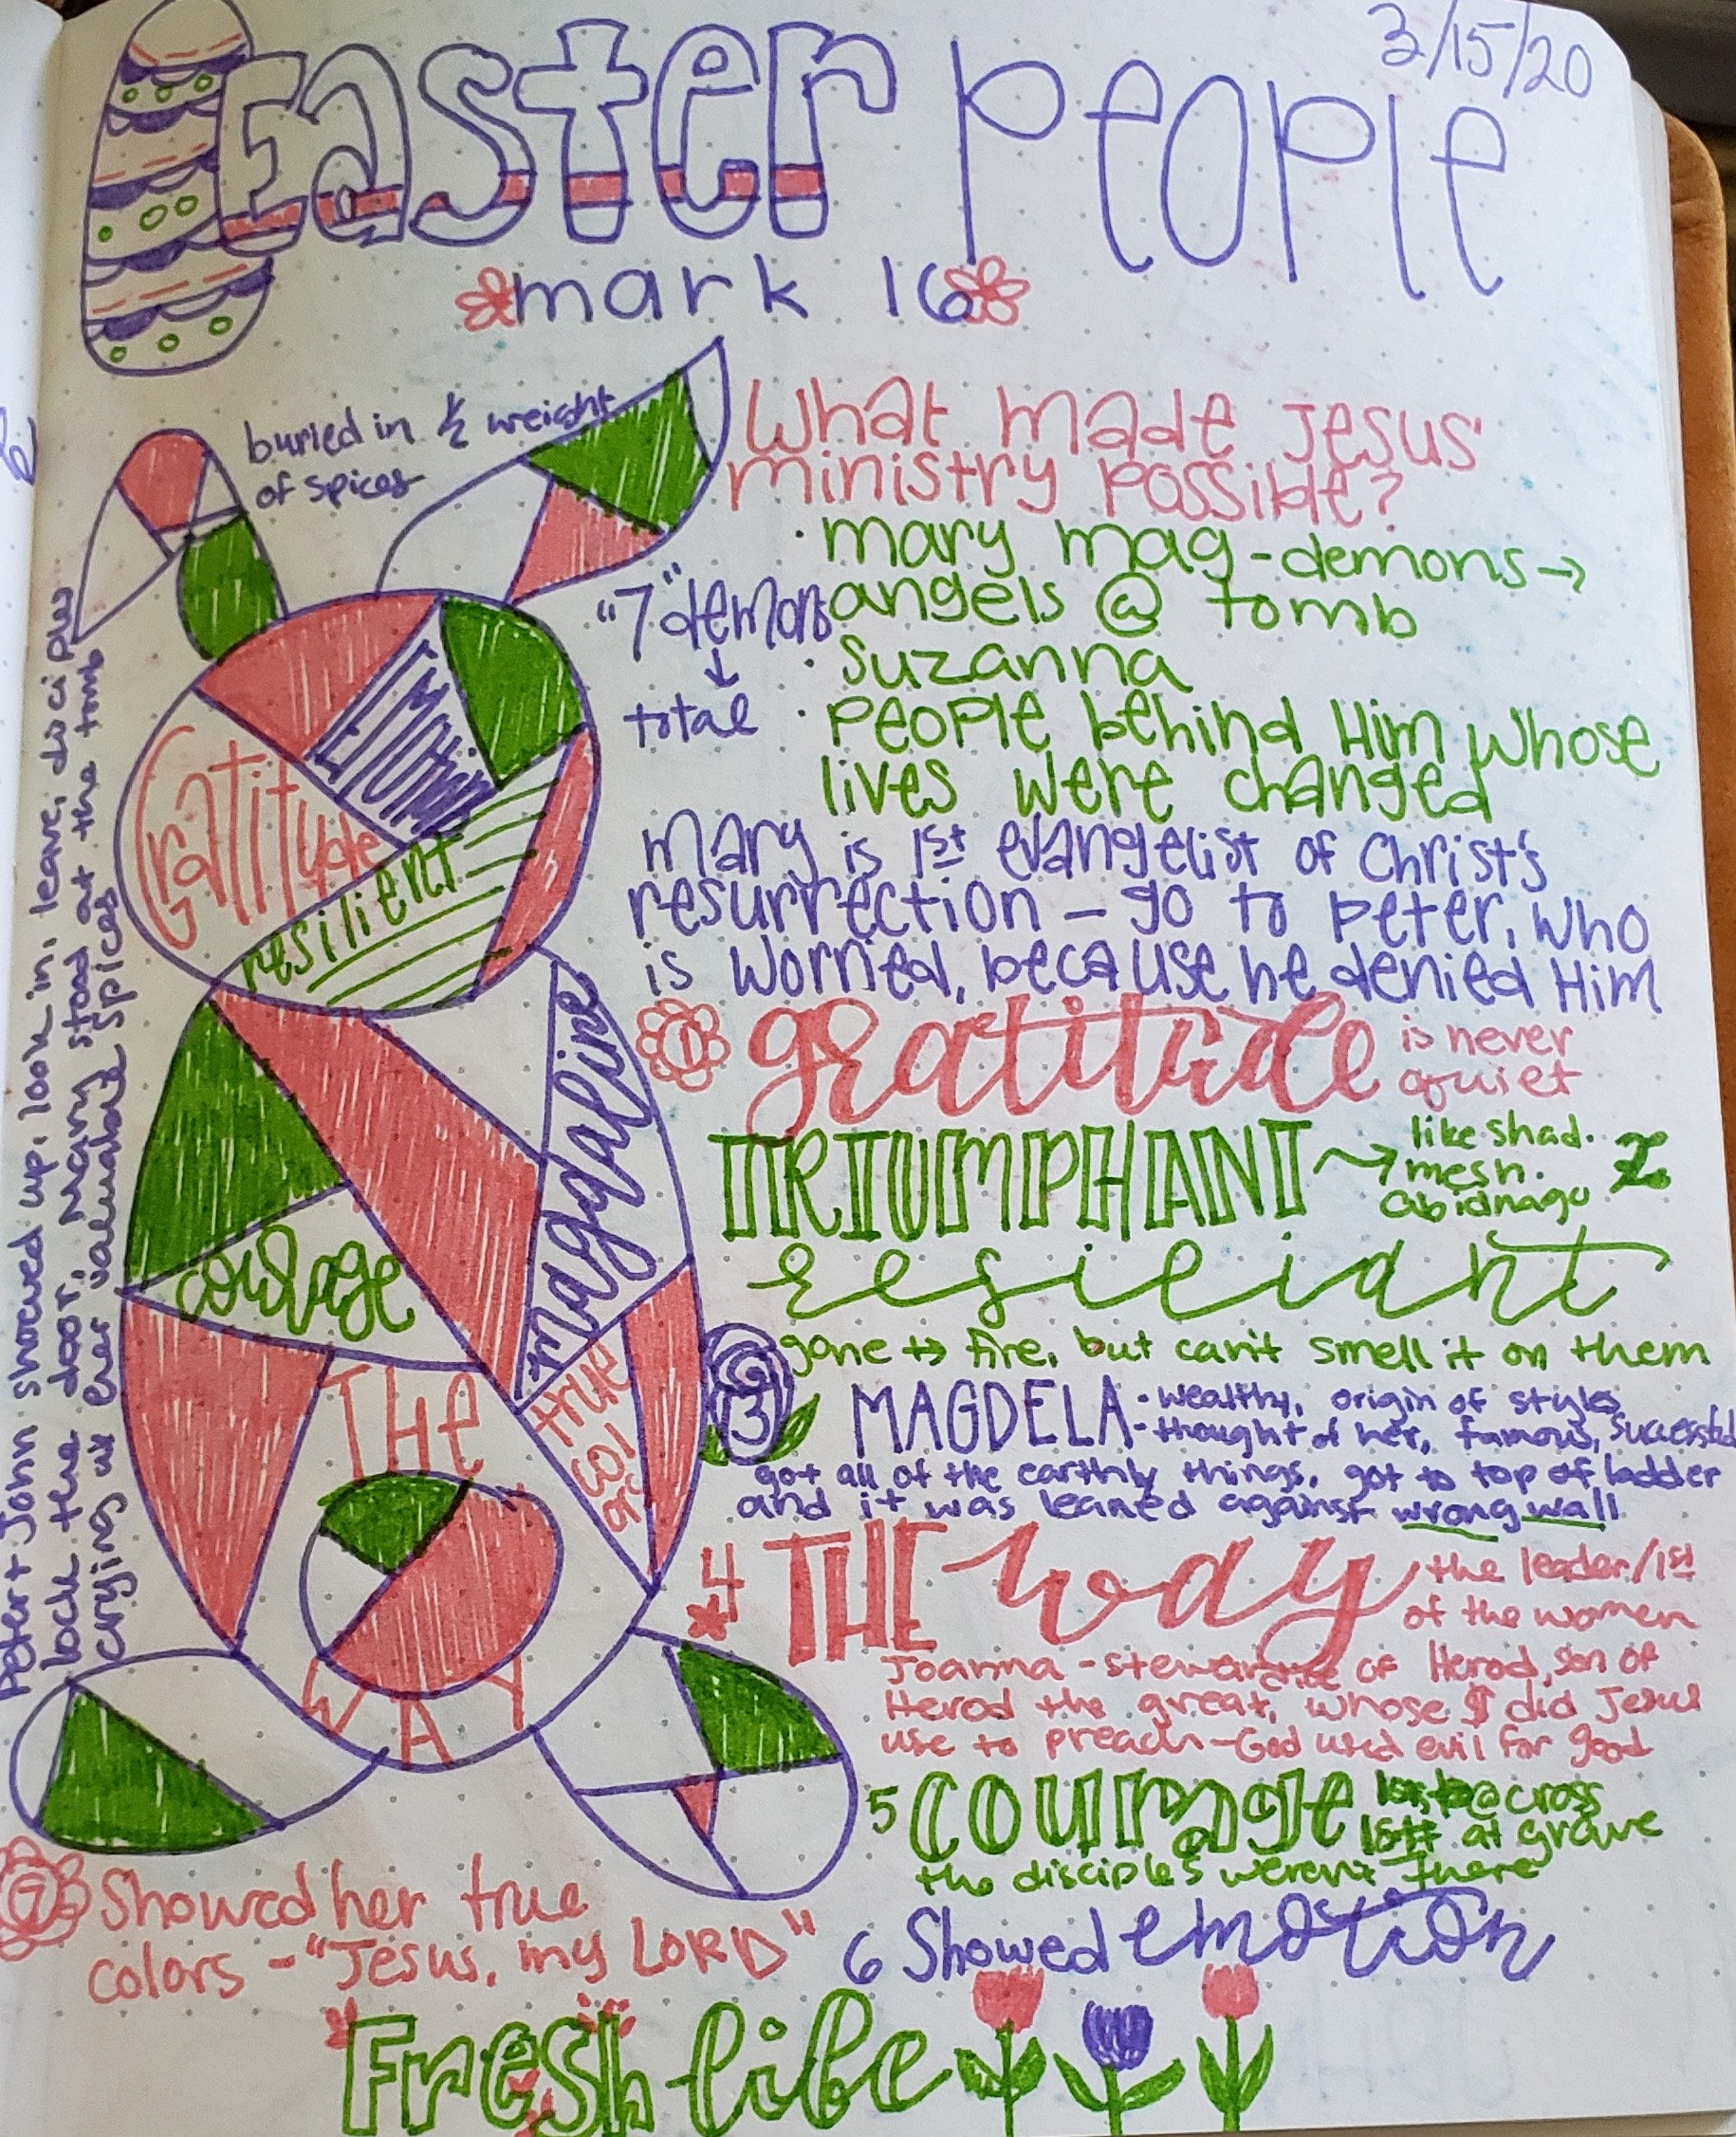 3/15/20
Easter People
mark 16
buried in 1/2 weight
of spices
What made Jesus'
ministry possible?
· mary mag - demons →
angels @ tomb
"7" demons
↓
total
· Suzanna
· People behind Him whose
lives were changed
mary is 1st evangelist of Christ's
resurrection - go to Peter, who
is worried, because he denied Him
1 gratitude is never
quiet
TRIUMPHANT → like shad.
mesh.
abidnago
2
resiliant
gone to fire, but can't smell it on them
3 MAGDELA - wealthy, origin of styles
- thought of her, famous, successful
got all of the earthly things, got to top of ladder
and it was leaned against wrong wall
4 THE way the leader/1st
of the women
Joanna - stewardice of Herod, son of
Herod the great, whose $ did Jesus
use to preach - God used evil for good
5 courage last @ cross
1st at grave
the disciples weren't there
6 Showed emotion
7 Showed her true
colors - "Jesus, my LORD"
Fresh life
Gratitude
Emotion
resilient
magdaline
courage
true
col
or
THE
WAY
Peter + John showed up, look in, leave, disciples
lock the door, Mary stood at the tomb
crying w/ her valuable spices